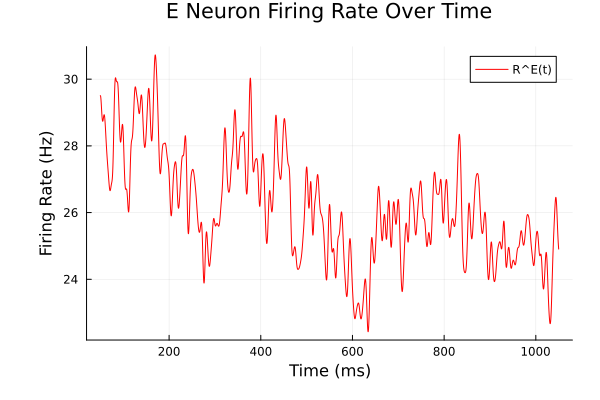 E Neuron Firing Rate Over Time
R^E(t)
Firing Rate (Hz)
30
28
26
24
200 400 600 800 1000
Time (ms)